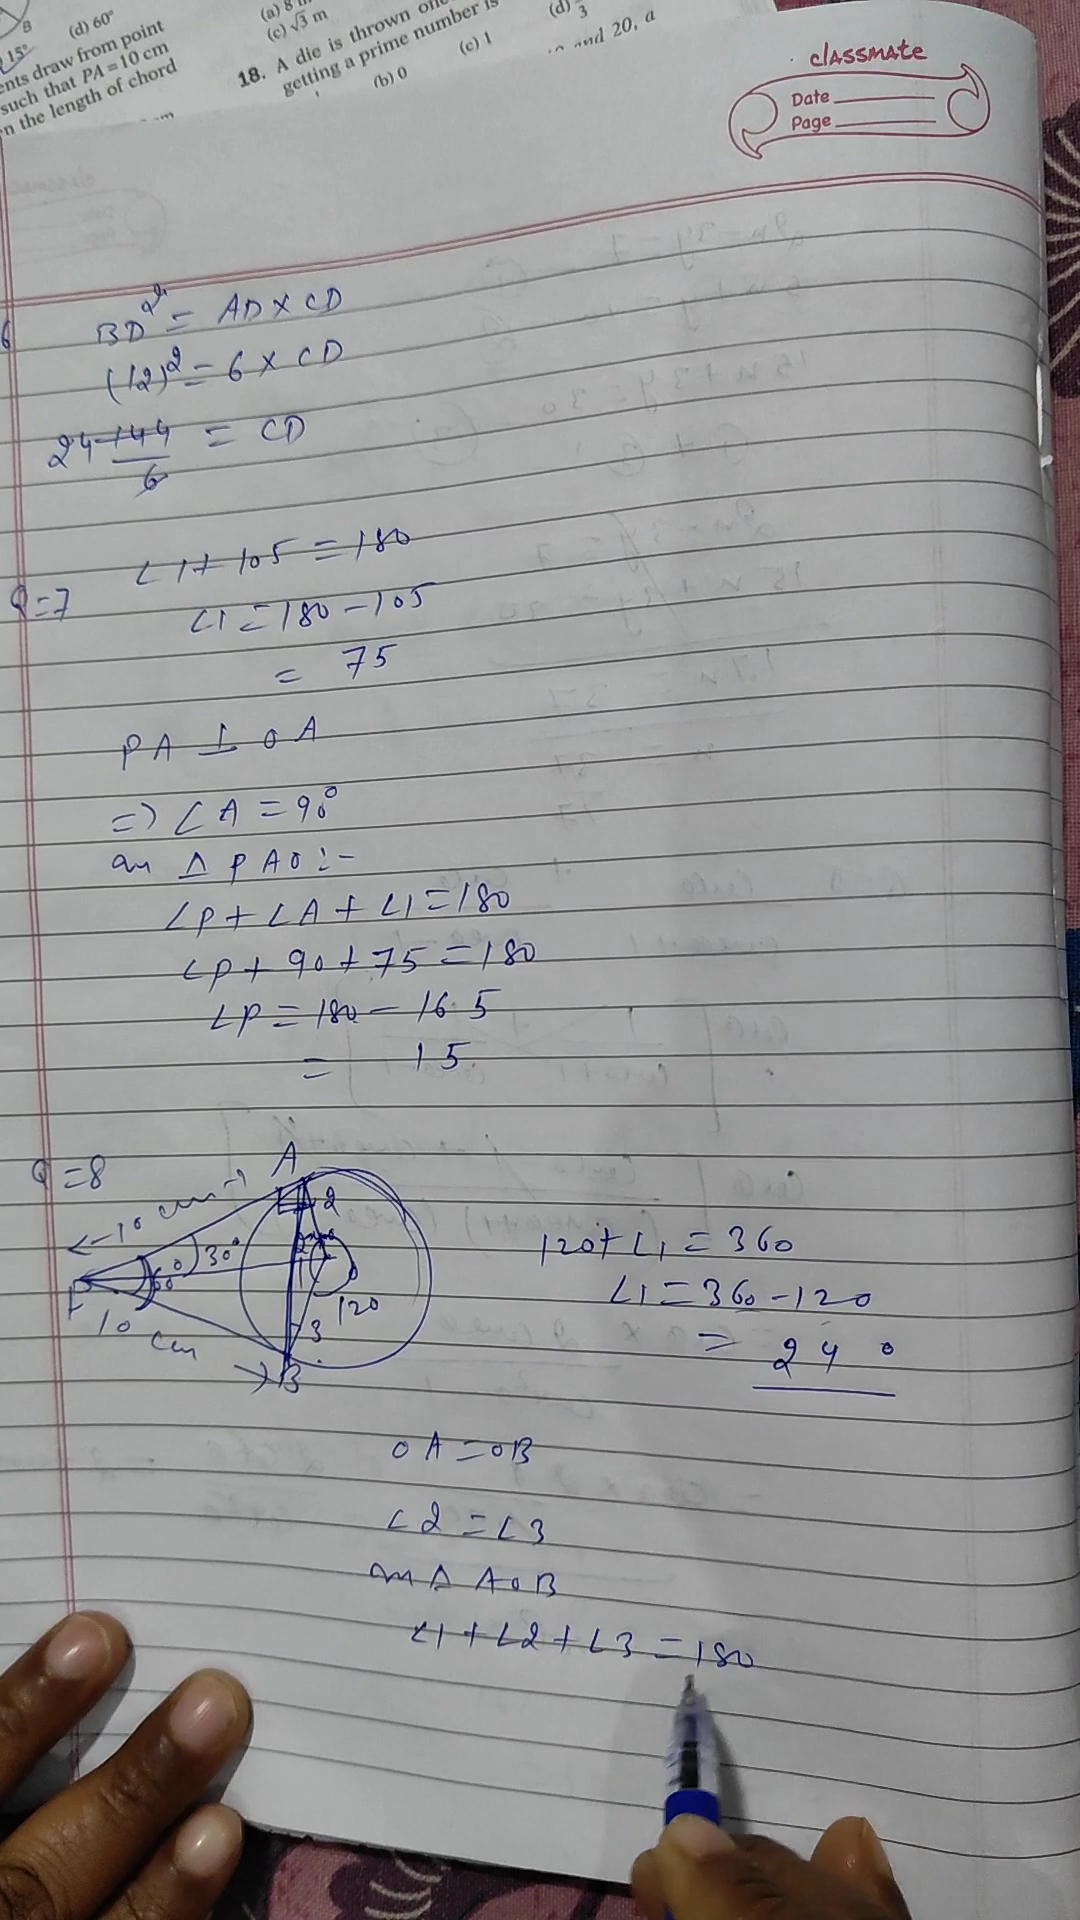 B
15°
(d) 60°
ents draw from point
such that PA = 10 cm
n the length of chord
(c) √3 m
18. A die is thrown
getting a prime number is
(b) 0
(c) 1
(d)
3
and 20, a
classmate
Date
Page
6
BD² = AD × CD
(12)² = 6 × CD
24 144/6 = CD
Q=7
∠1 + 105 = 180
∠1 = 180 - 105
= 75
PA ⊥ OA
=> ∠A = 90°
In Δ PAO :-
∠P + ∠A + ∠1 = 180
∠P + 90 + 75 = 180
∠P = 180 - 165
= 15
Q=8
A
10 cm
2
30°
60°
P
1
O
120
10 cm
3
B
120 + ∠1 = 360
∠1 = 360 - 120
= 240
OA = OB
∠2 = ∠3
In Δ AOB
∠1 + ∠2 + ∠3 = 180